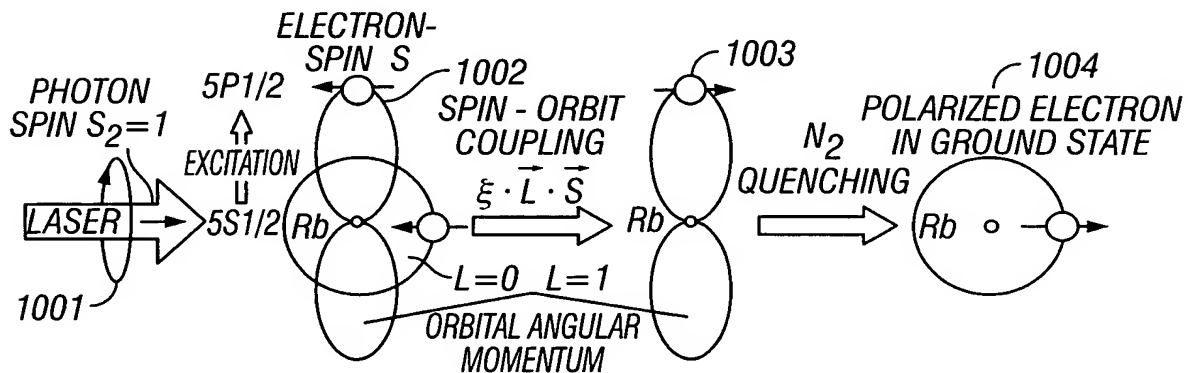 PHOTON
SPIN S₂=1
LASER
1001
5P1/2
EXCITATION
5S1/2
ELECTRON-
SPIN S
1002
Rb
L=0 L=1
ORBITAL ANGULAR
MOMENTUM
SPIN - ORBIT
COUPLING
ξ · L⃗ · S⃗
1003
Rb
N₂
QUENCHING
1004
POLARIZED ELECTRON
IN GROUND STATE
Rb